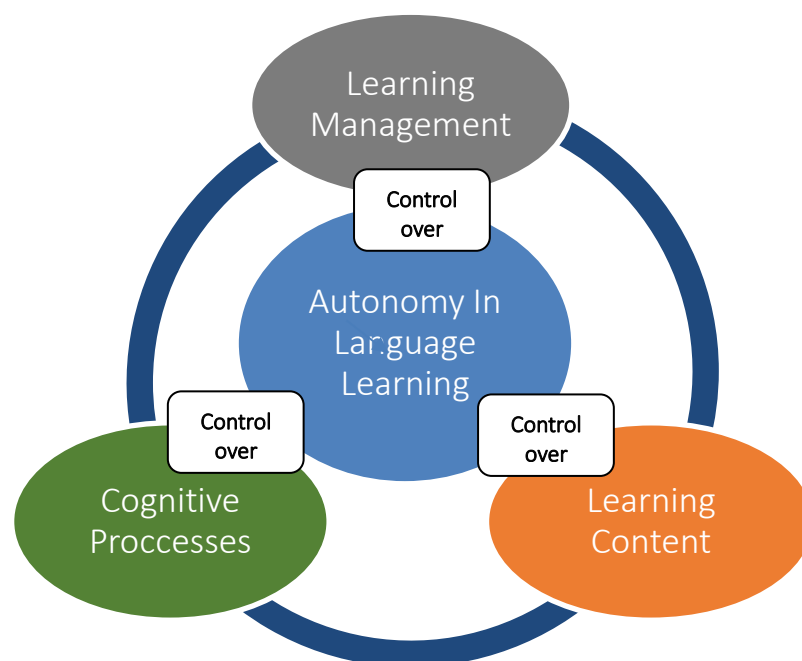 Learning
Management
Control
over
Autonomy In
Language
Learning
Control
over
Control
over
Cognitive
Proccesses
Learning
Content